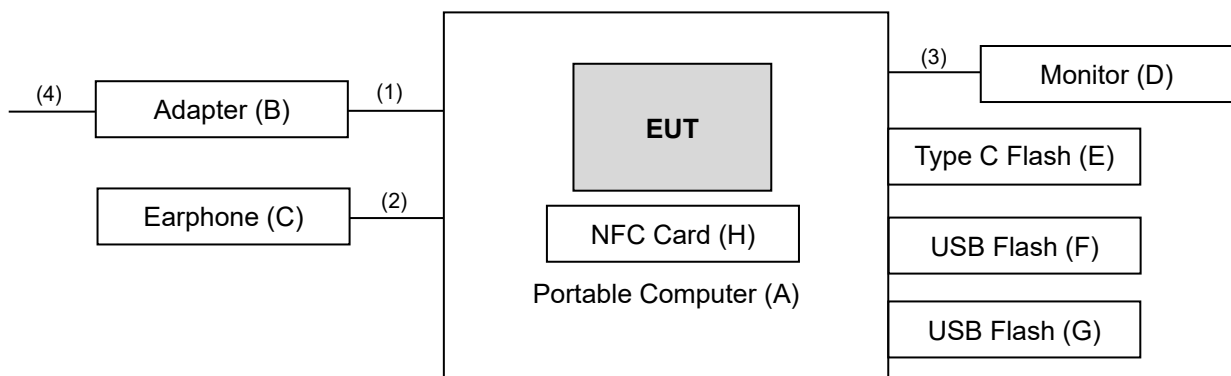 (4)
Adapter (B)
(1)
Earphone (C)
(2)
EUT
NFC Card (H)
Portable Computer (A)
(3)
Monitor (D)
Type C Flash (E)
USB Flash (F)
USB Flash (G)